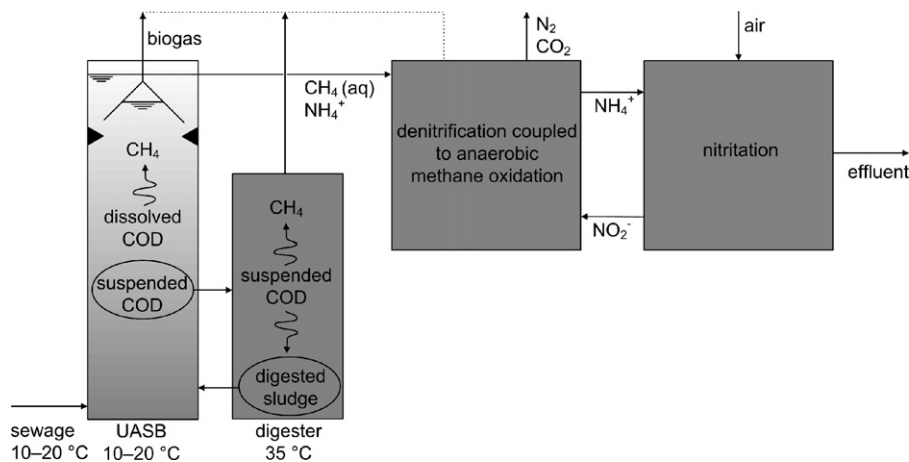 biogas
CH₄
dissolved
COD
suspended
COD
sewage
10–20 °C
UASB
10–20 °C
CH₄
suspended
COD
digested
sludge
digester
35 °C
CH₄ (aq)
NH₄⁺
N₂
CO₂
denitrification coupled
to anaerobic
methane oxidation
NH₄⁺
NO₂⁻
air
nitritation
effluent